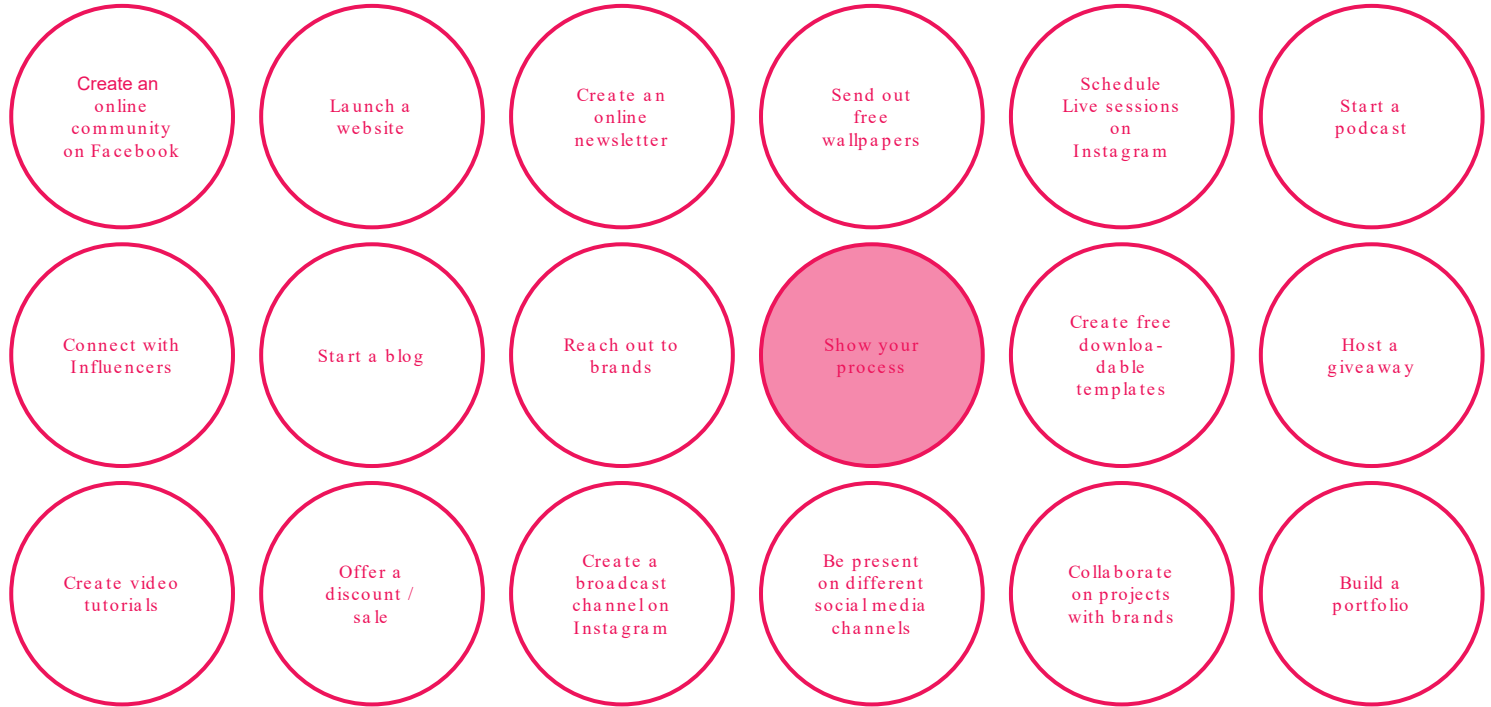 Create an
online
community
on Facebook
Launch a
website
Create an
online
newsletter
Send out
free
wallpapers
Schedule
Live sessions
on
Instagram
Start a
podcast
Connect with
Influencers
Start a blog
Reach out to
brands
Show your
process
Create free
downloa-
dable
templates
Host a
giveaway
Create video
tutorials
Offer a
discount /
sale
Create a
broadcast
channel on
Instagram
Be present
on different
social media
channels
Collaborate
on projects
with brands
Build a
portfolio